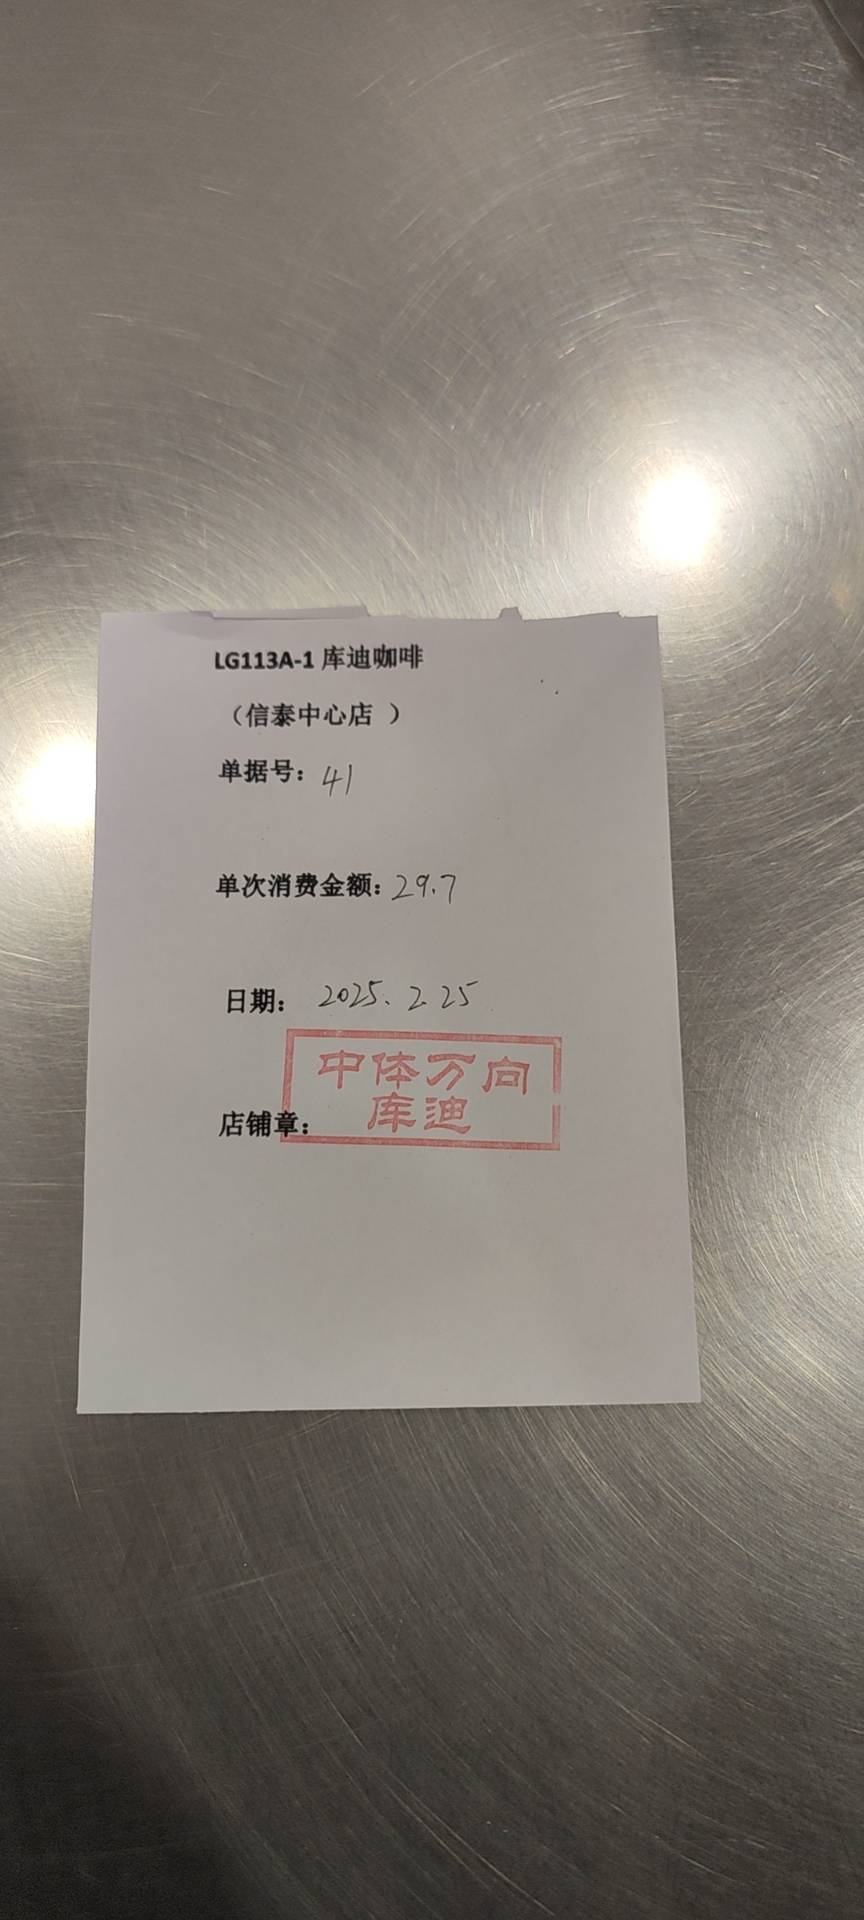 LG113A-1 库迪咖啡
（信泰中心店 ）
单据号：41
单次消费金额：29.7
日期：2025.2.25
中体万向
库迪
店铺章：